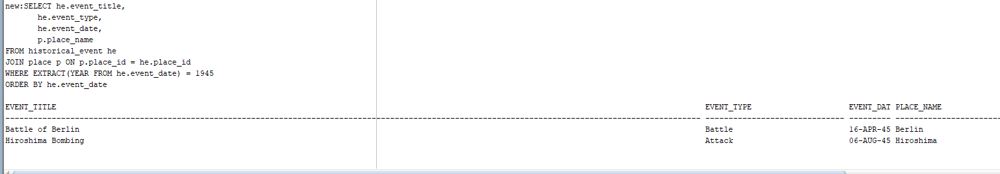 new:SELECT he.event_title,
       he.event_type,
       he.event_date,
       p.place_name
FROM historical_event he
JOIN place p ON p.place_id = he.place_id
WHERE EXTRACT(YEAR FROM he.event_date) = 1945
ORDER BY he.event_date
EVENT_TITLE EVENT_TYPE EVENT_DAT PLACE_NAME
------------------------------------------------------------------------------------------------------------------------------------------------------ ------------------------------ --------- -----------------------
Battle of Berlin Battle 16-APR-45 Berlin
Hiroshima Bombing Attack 06-AUG-45 Hiroshima